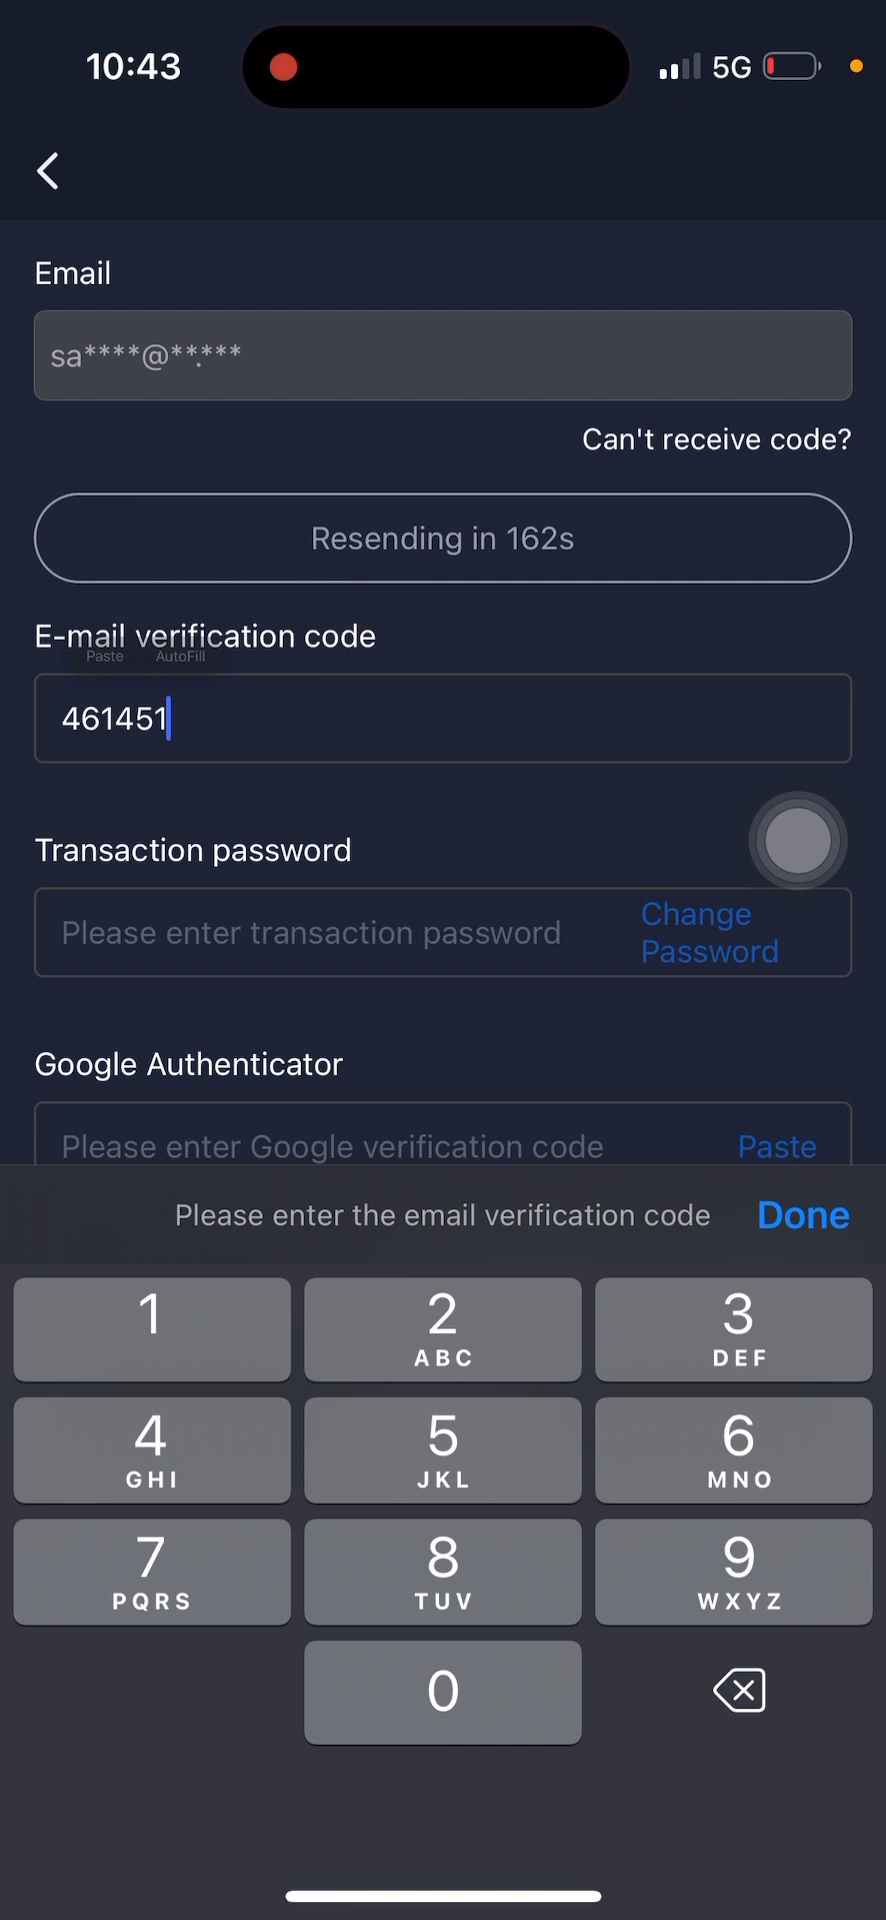 10:43
5G
Email
sa****@**.***
Can't receive code?
Resending in 162s
E-mail verification code
Paste AutoFill
461451
Transaction password
Please enter transaction password
Change
Password
Google Authenticator
Please enter Google verification code
Paste
Please enter the email verification code
Done
1
2
ABC
3
DEF
4
GHI
5
JKL
6
MNO
7
PQRS
8
TUV
9
WXYZ
0